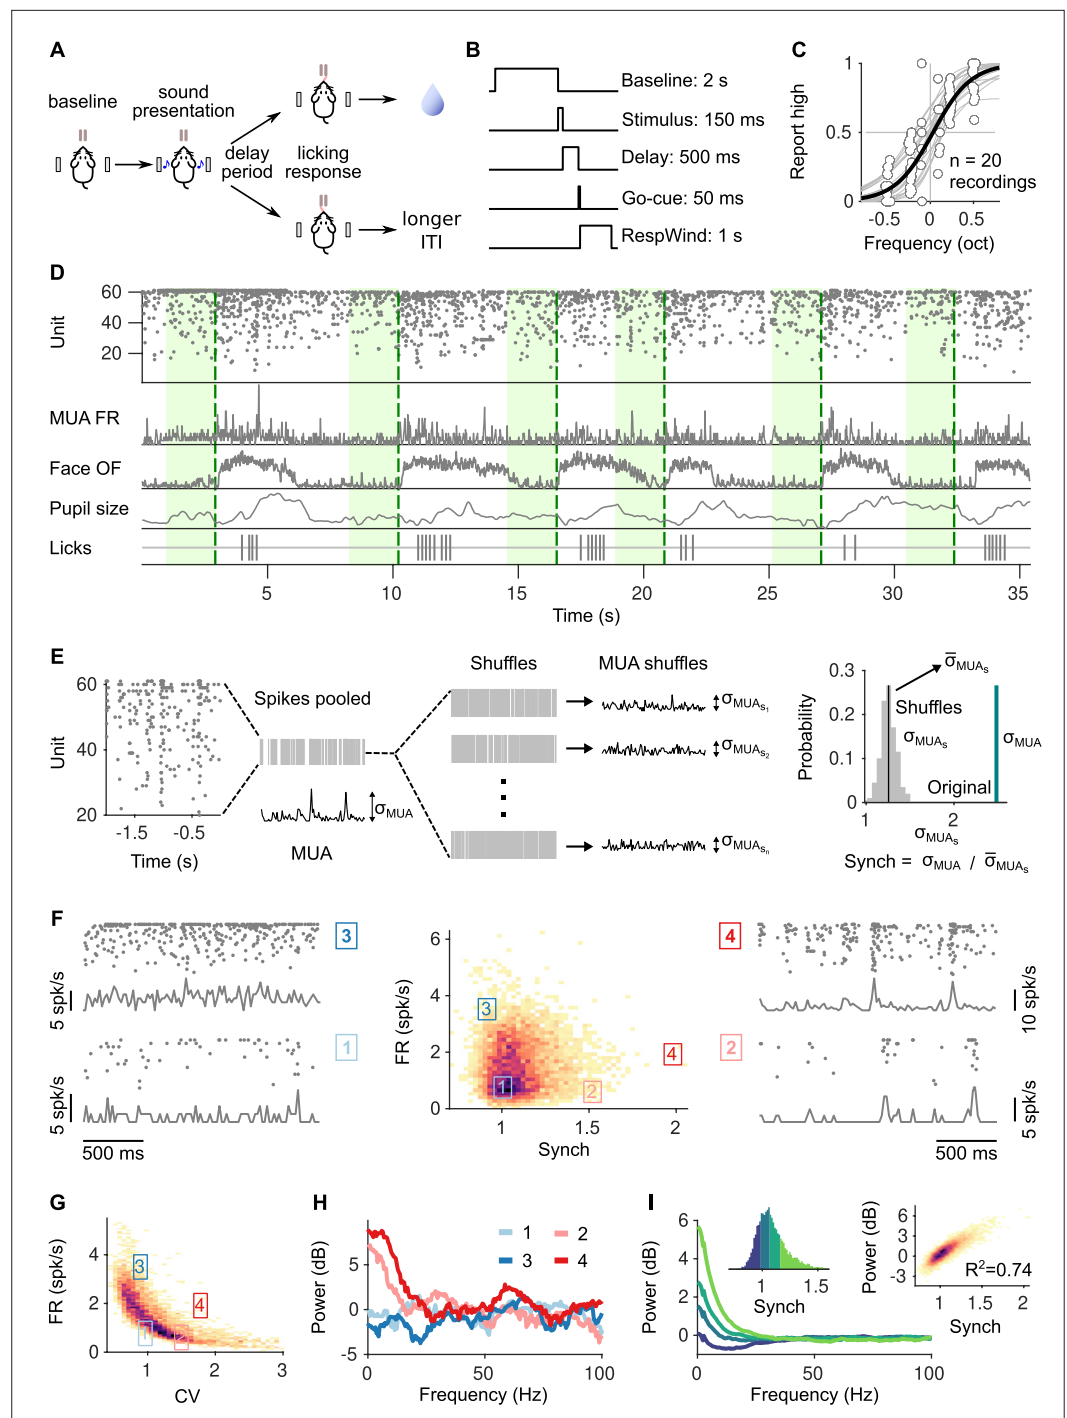 A
baseline
sound
presentation
delay
period
licking
response
longer
ITI
B
Baseline: 2 s
Stimulus: 150 ms
Delay: 500 ms
Go-cue: 50 ms
RespWind: 1 s
C
Report high
1
0.5
0
n = 20
recordings
-0.5 0 0.5
Frequency (oct)
D
Unit
60
40
20
MUA FR
Face OF
Pupil size
Licks
5 10 15 20 25 30 35
Time (s)
E
Unit
60
40
20
-1.5 -0.5
Time (s)
Spikes pooled
σMUA
MUA
Shuffles
MUA shuffles
σMUAs1
σMUAs2
σMUAsn
Probability
0.3
0.2
0.1
0
σ̅MUAs
Shuffles
σMUAs
σMUA
Original
1 2
σMUAs
Synch = σMUA / σ̅MUAs
F
3
5 spk/s
1
5 spk/s
500 ms
FR (spk/s)
6
4
2
0
3
4
1
2
1 1.5 2
Synch
4
10 spk/s
2
5 spk/s
500 ms
G
FR (spk/s)
4
2
0
3
4
1
2
1 2 3
CV
H
Power (dB)
5
0
-5
1 2
3 4
0 50 100
Frequency (Hz)
I
Power (dB)
6
4
2
0
1 1.5
Synch
0 50 100
Frequency (Hz)
Power (dB)
6
3
0
-3
R²=0.74
1 1.5 2
Synch